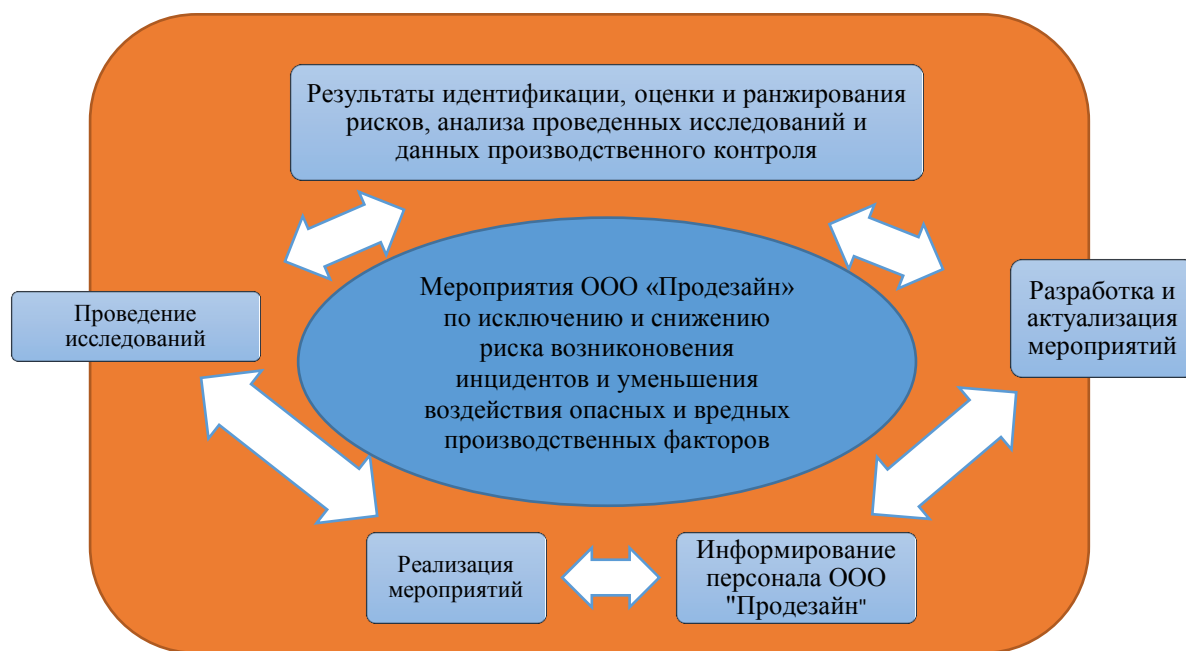 Результаты идентификации, оценки и ранжирования
рисков, анализа проведенных исследований и
данных производственного контроля
Проведение
исследований
Мероприятия ООО «Продезайн»
по исключению и снижению
риска возниконовения
инцидентов и уменьшения
воздействия опасных и вредных
производственных факторов
Разработка и
актуализация
мероприятий
Реализация
мероприятий
Информирование
персонала ООО
"Продезайн"